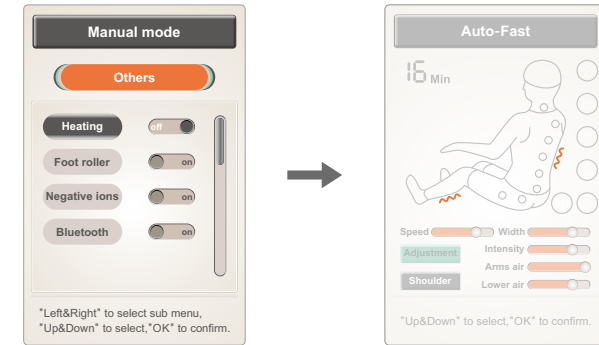 Manual mode
Others
Heating off
Foot roller on
Negative ions on
Bluetooth on
"Left&Right" to select sub menu,
"Up&Down" to select,"OK" to confirm.
Auto-Fast
16 Min
Speed Width
Adjustment Intensity
Arms air
Shoulder Lower air
"Up&Down" to select,"OK" to confirm.